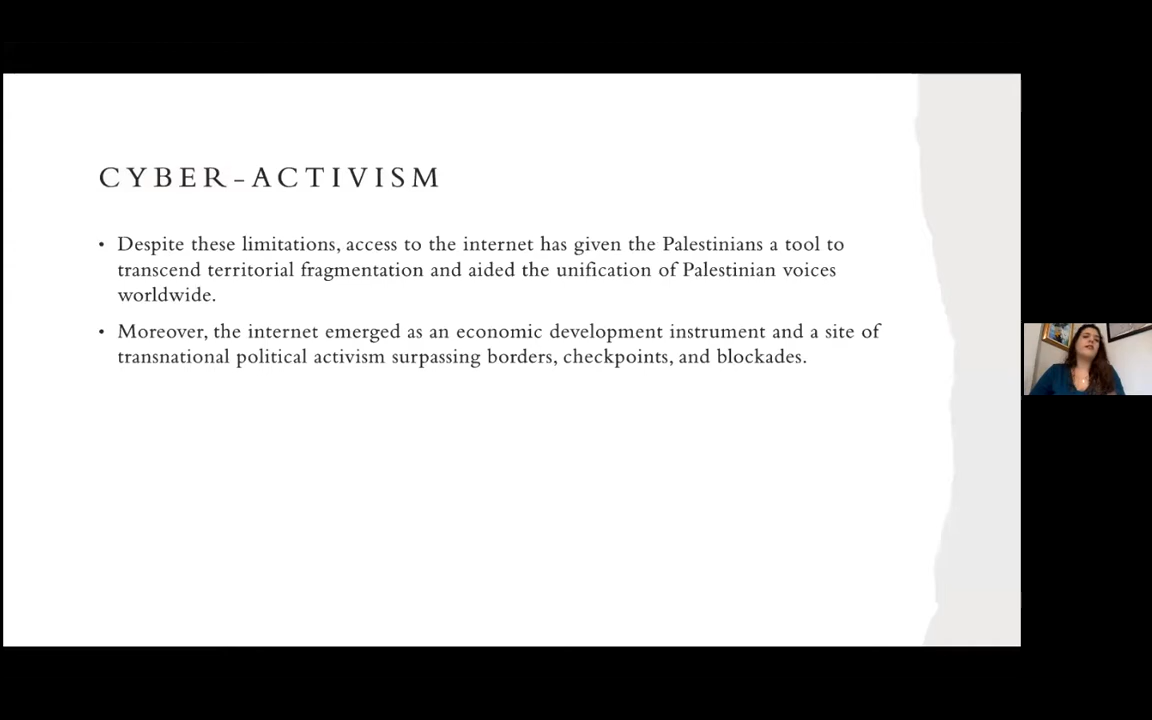 CYBER-ACTIVISM
• Despite these limitations, access to the internet has given the Palestinians a tool to
transcend territorial fragmentation and aided the unification of Palestinian voices
worldwide.
• Moreover, the internet emerged as an economic development instrument and a site of
transnational political activism surpassing borders, checkpoints, and blockades.